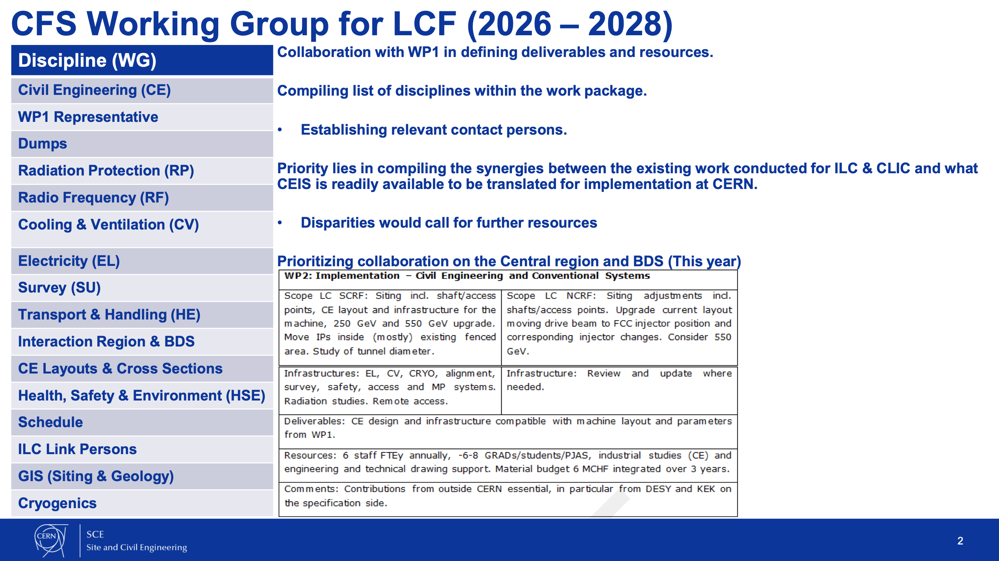 CFS Working Group for LCF (2026 – 2028)
Discipline (WG)
Civil Engineering (CE)
WP1 Representative
Dumps
Radiation Protection (RP)
Radio Frequency (RF)
Cooling & Ventilation (CV)
Electricity (EL)
Survey (SU)
Transport & Handling (HE)
Interaction Region & BDS
CE Layouts & Cross Sections
Health, Safety & Environment (HSE)
Schedule
ILC Link Persons
GIS (Siting & Geology)
Cryogenics
Collaboration with WP1 in defining deliverables and resources.
Compiling list of disciplines within the work package.
• Establishing relevant contact persons.
Priority lies in compiling the synergies between the existing work conducted for ILC & CLIC and what
CEIS is readily available to be translated for implementation at CERN.
• Disparities would call for further resources
Prioritizing collaboration on the Central region and BDS (This year)
WP2: Implementation – Civil Engineering and Conventional Systems
Scope LC SCRF: Siting incl. shaft/access
points, CE layout and infrastructure for the
machine, 250 GeV and 550 GeV upgrade.
Move IPs inside (mostly) existing fenced
area. Study of tunnel diameter.
Scope LC NCRF: Siting adjustments incl.
shafts/access points. Upgrade current layout
moving drive beam to FCC injector position and
corresponding injector changes. Consider 550
GeV.
Infrastructures: EL, CV, CRYO, alignment,
survey, safety, access and MP systems.
Radiation studies. Remote access.
Infrastructure: Review and update where
needed.
Deliverables: CE design and infrastructure compatible with machine layout and parameters
from WP1.
Resources: 6 staff FTEy annually, -6-8 GRADs/students/PJAS, industrial studies (CE) and
engineering and technical drawing support. Material budget 6 MCHF integrated over 3 years.
Comments: Contributions from outside CERN essential, in particular from DESY and KEK on
the specification side.
CERN
SCE
Site and Civil Engineering
2